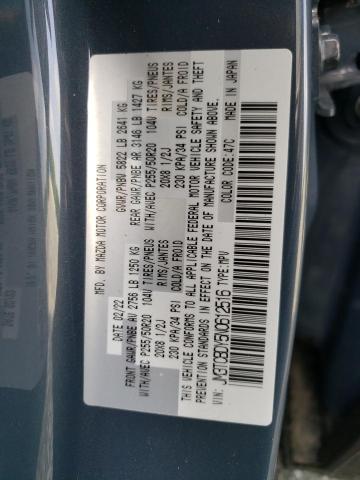 MFD BY MAZDA MOTOR CORPORATION
02/22 GVWR/PNBV 5822 LB 2641 KG
FRONT GAWR/PNBE AV 2756 LB 1250 KG REAR GAWR/PNBE AR 3146 LB 1427 KG
WITH/AVEC P255/50R20 104V TIRES/PNEUS WITH/AVEC P255/50R20 104V TIRES/PNEUS
20X8 1/2J RIMS/JANTES 20X8 1/2J RIMS/JANTES
230 KPA/34 PSI COLD/A FROID 230 KPA/34 PSI COLD/A FROID
THIS VEHICLE CONFORMS TO ALL APPLICABLE FEDERAL MOTOR VEHICLE SAFETY AND THEFT
PREVENTION STANDARDS IN EFFECT ON THE DATE OF MANUFACTURE SHOWN ABOVE.
MADE IN JAPAN
JM3TCBDY5N0612516 TYPE:MPV COLOR CODE:47C